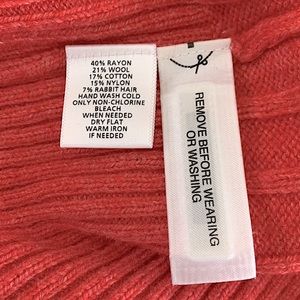 40% RAYON
21% WOOL
17% COTTON
15% NYLON
7% RABBIT HAIR
HAND WASH COLD
ONLY NON-CHLORINE
BLEACH
WHEN NEEDED
DRY FLAT
WARM IRON
IF NEEDED
REMOVE BEFORE WEARING
OR WASHING